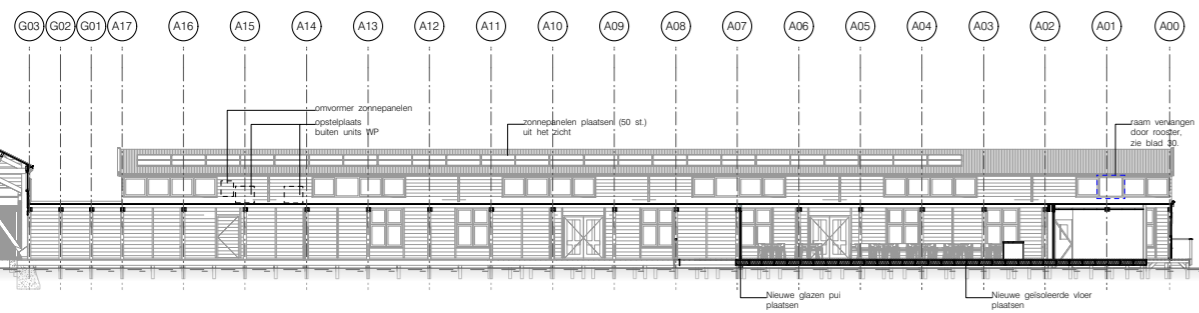 G03 G02 G01 A17 A16 A15 A14 A13 A12 A11 A10 A09 A08 A07 A06 A05 A04 A03 A02 A01 A00
omvormer zonnepanelen
opstelplaats
buiten units WP
zonnepanelen plaatsen (50 st.)
uit het zicht
raam vervangen
door rooster,
zie blad 30.
Nieuwe glazen pui
plaatsen
Nieuwe geïsoleerde vloer
plaatsen